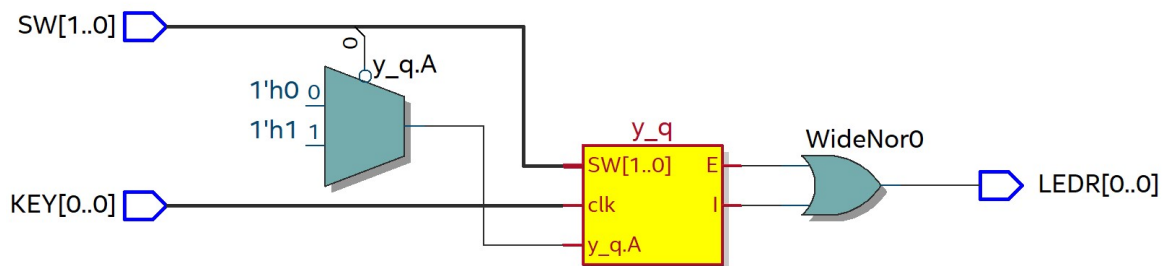 SW[1..0]
0
y_q.A
1'h0 0
1'h1 1
y_q
WideNor0
SW[1..0] E
KEY[0..0]
clk I
LEDR[0..0]
y_q.A